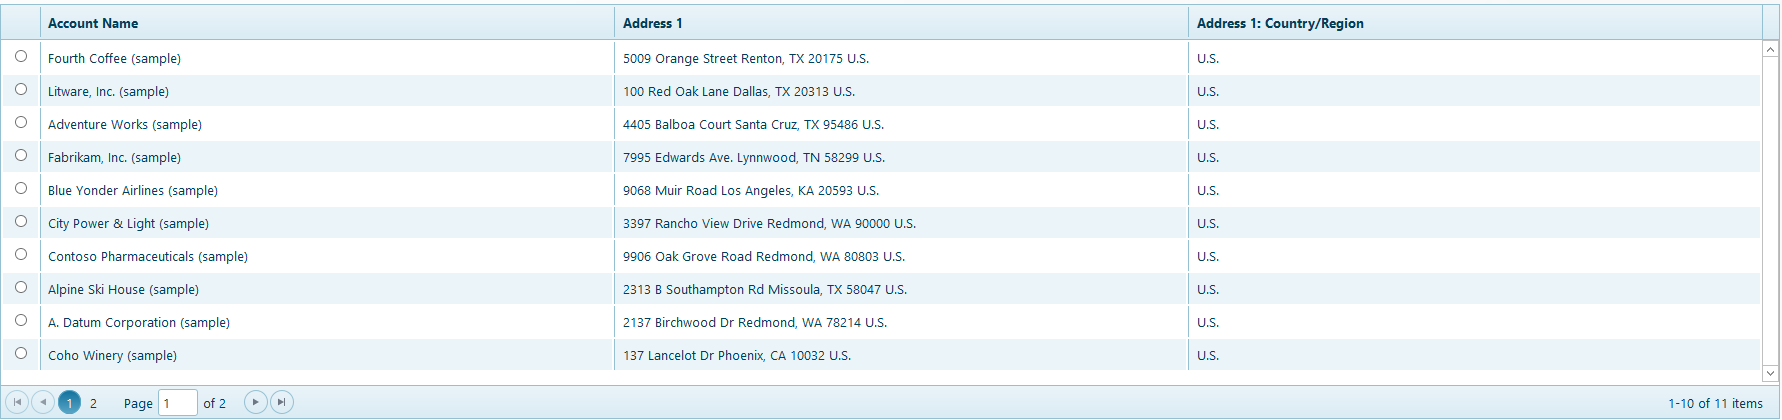 Account Name Address 1 Address 1: Country/Region
Fourth Coffee (sample) 5009 Orange Street Renton, TX 20175 U.S. U.S.
Litware, Inc. (sample) 100 Red Oak Lane Dallas, TX 20313 U.S. U.S.
Adventure Works (sample) 4405 Balboa Court Santa Cruz, TX 95486 U.S. U.S.
Fabrikam, Inc. (sample) 7995 Edwards Ave. Lynnwood, TN 58299 U.S. U.S.
Blue Yonder Airlines (sample) 9068 Muir Road Los Angeles, KA 20593 U.S. U.S.
City Power & Light (sample) 3397 Rancho View Drive Redmond, WA 90000 U.S. U.S.
Contoso Pharmaceuticals (sample) 9906 Oak Grove Road Redmond, WA 80803 U.S. U.S.
Alpine Ski House (sample) 2313 B Southampton Rd Missoula, TX 58047 U.S. U.S.
A. Datum Corporation (sample) 2137 Birchwood Dr Redmond, WA 78214 U.S. U.S.
Coho Winery (sample) 137 Lancelot Dr Phoenix, CA 10032 U.S. U.S.
1 2 Page 1 of 2 1-10 of 11 items